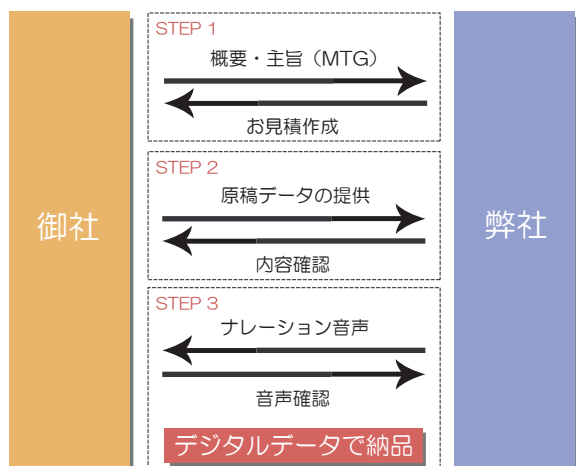 御社
STEP 1
概要・主旨（MTG）
お見積作成
STEP 2
原稿データの提供
内容確認
STEP 3
ナレーション音声
音声確認
デジタルデータで納品
弊社